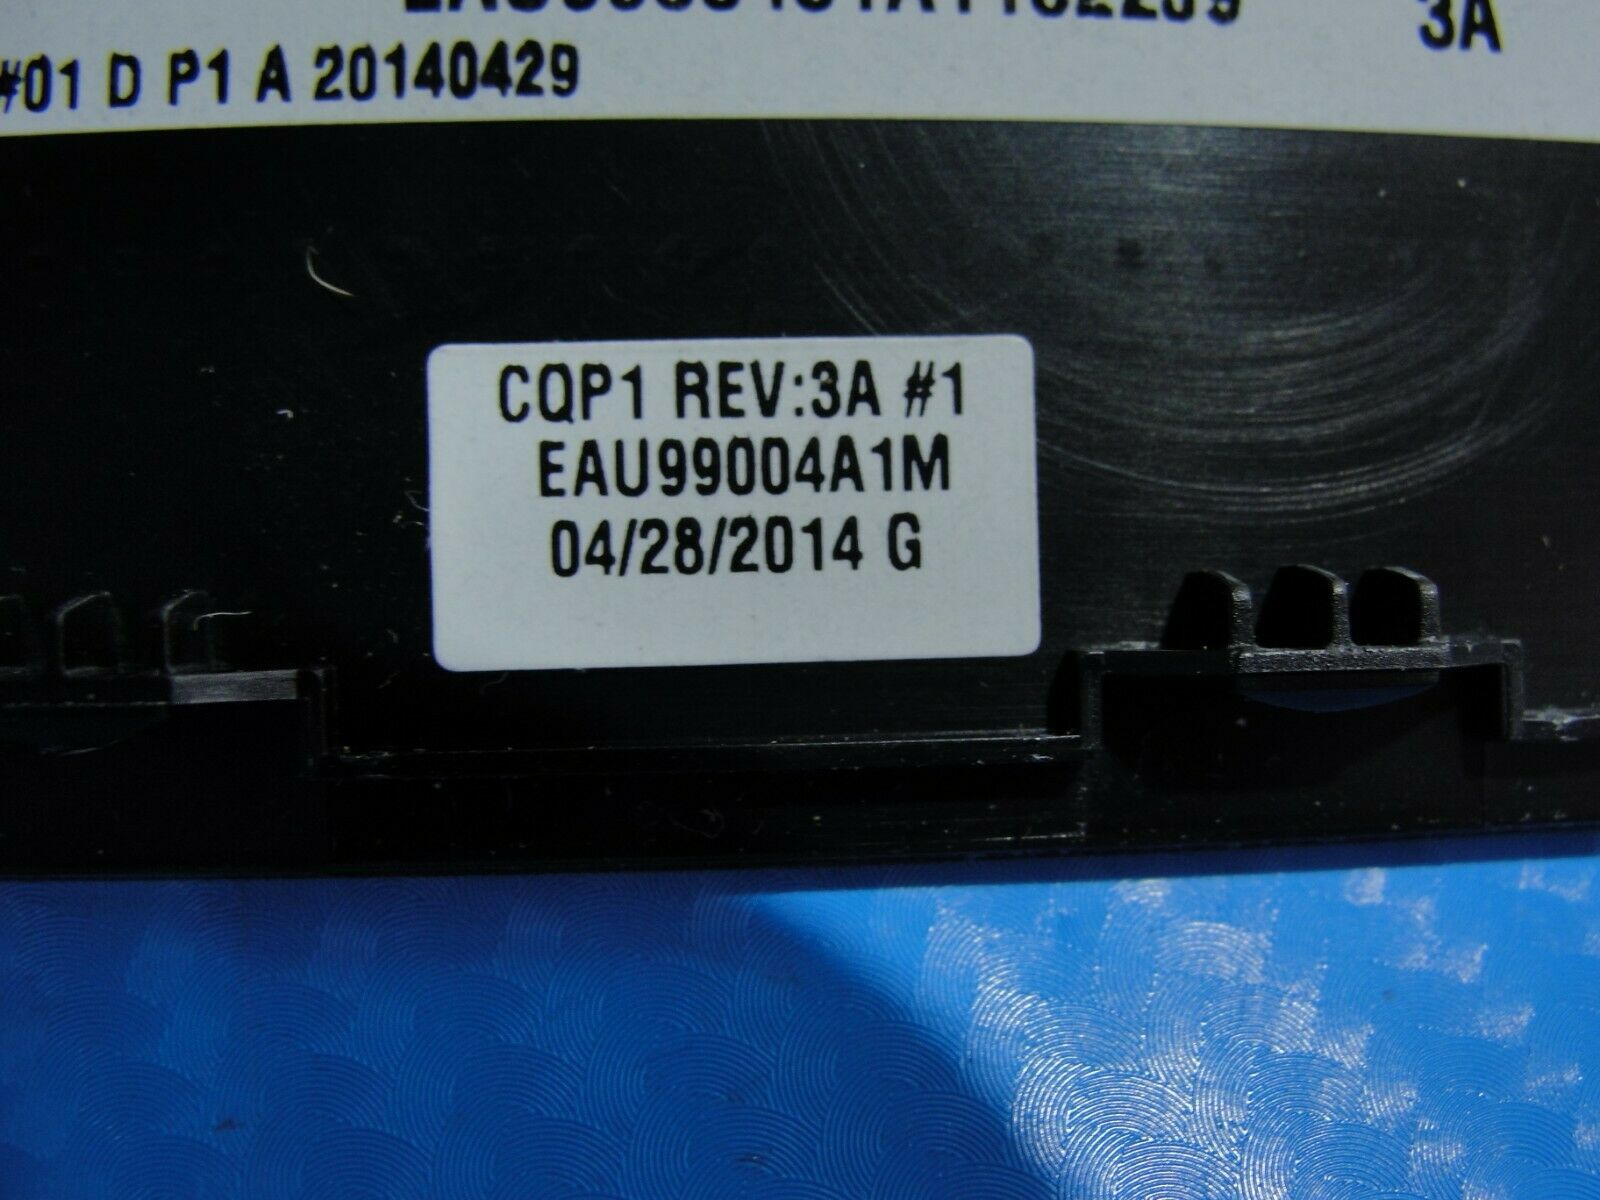 3A
#01 D P1 A 20140429
CQP1 REV:3A #1
EAU99004A1M
04/28/2014 G